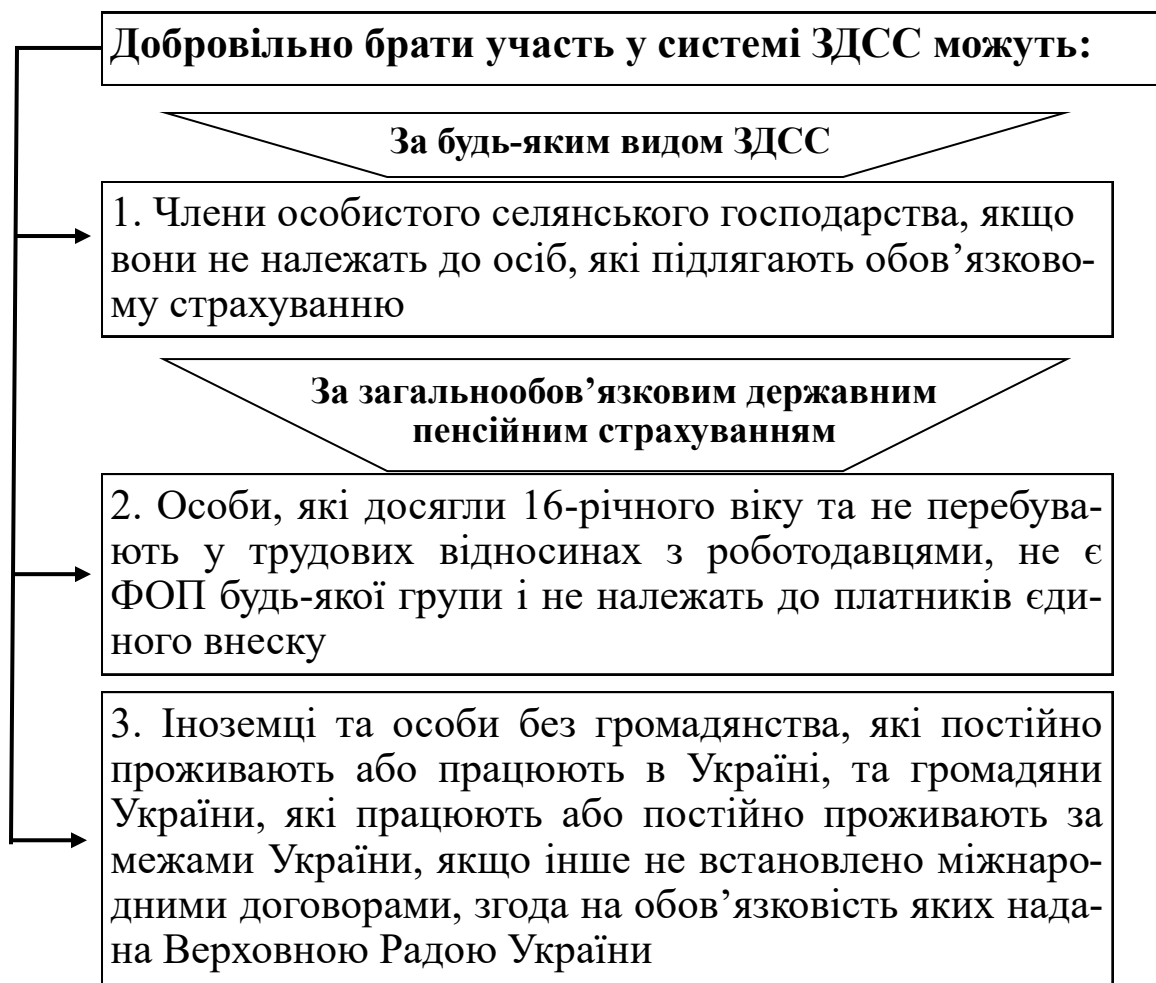 Добровільно брати участь у системі ЗДСС можуть:
За будь-яким видом ЗДСС
1. Члени особистого селянського господарства, якщо
вони не належать до осіб, які підлягають обов’язково-
му страхуванню
За загальнообов’язковим державним
пенсійним страхуванням
2. Особи, які досягли 16-річного віку та не перебува-
ють у трудових відносинах з роботодавцями, не є
ФОП будь-якої групи і не належать до платників єди-
ного внеску
3. Іноземці та особи без громадянства, які постійно
проживають або працюють в Україні, та громадяни
України, які працюють або постійно проживають за
межами України, якщо інше не встановлено міжнаро-
дними договорами, згода на обов’язковість яких нада-
на Верховною Радою України